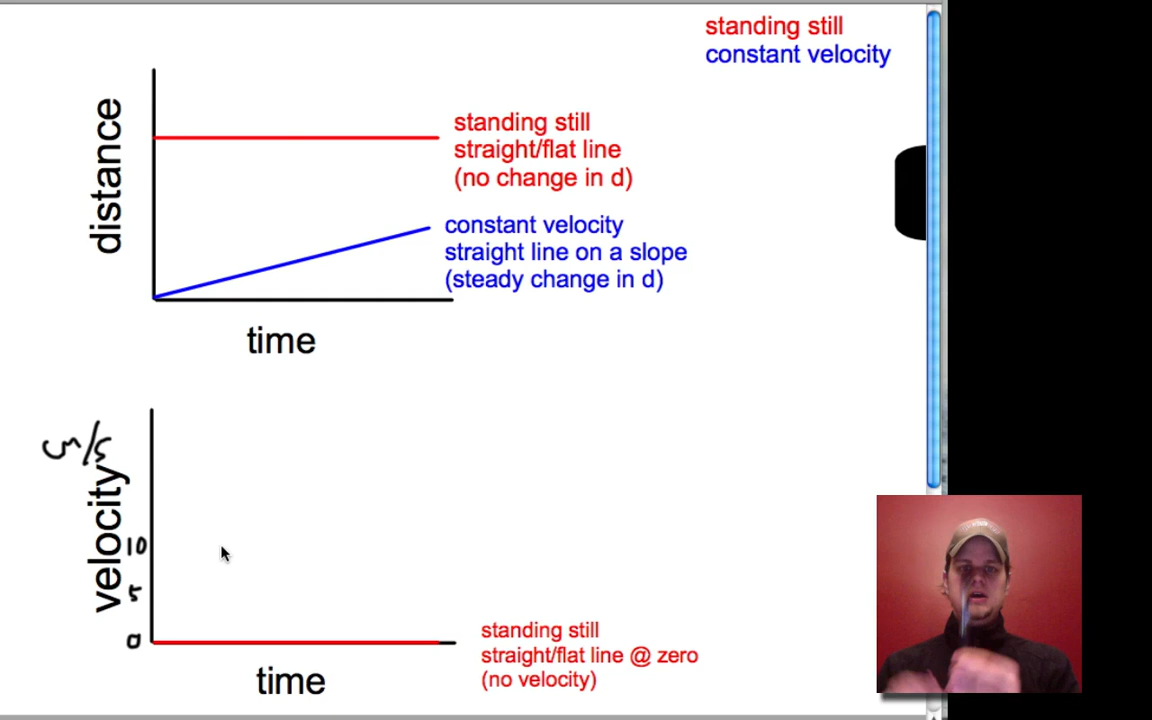 standing still
constant velocity
distance
standing still
straight/flat line
(no change in d)
constant velocity
straight line on a slope
(steady change in d)
time
m/s
velocity
10
5
0
standing still
straight/flat line @ zero
(no velocity)
time